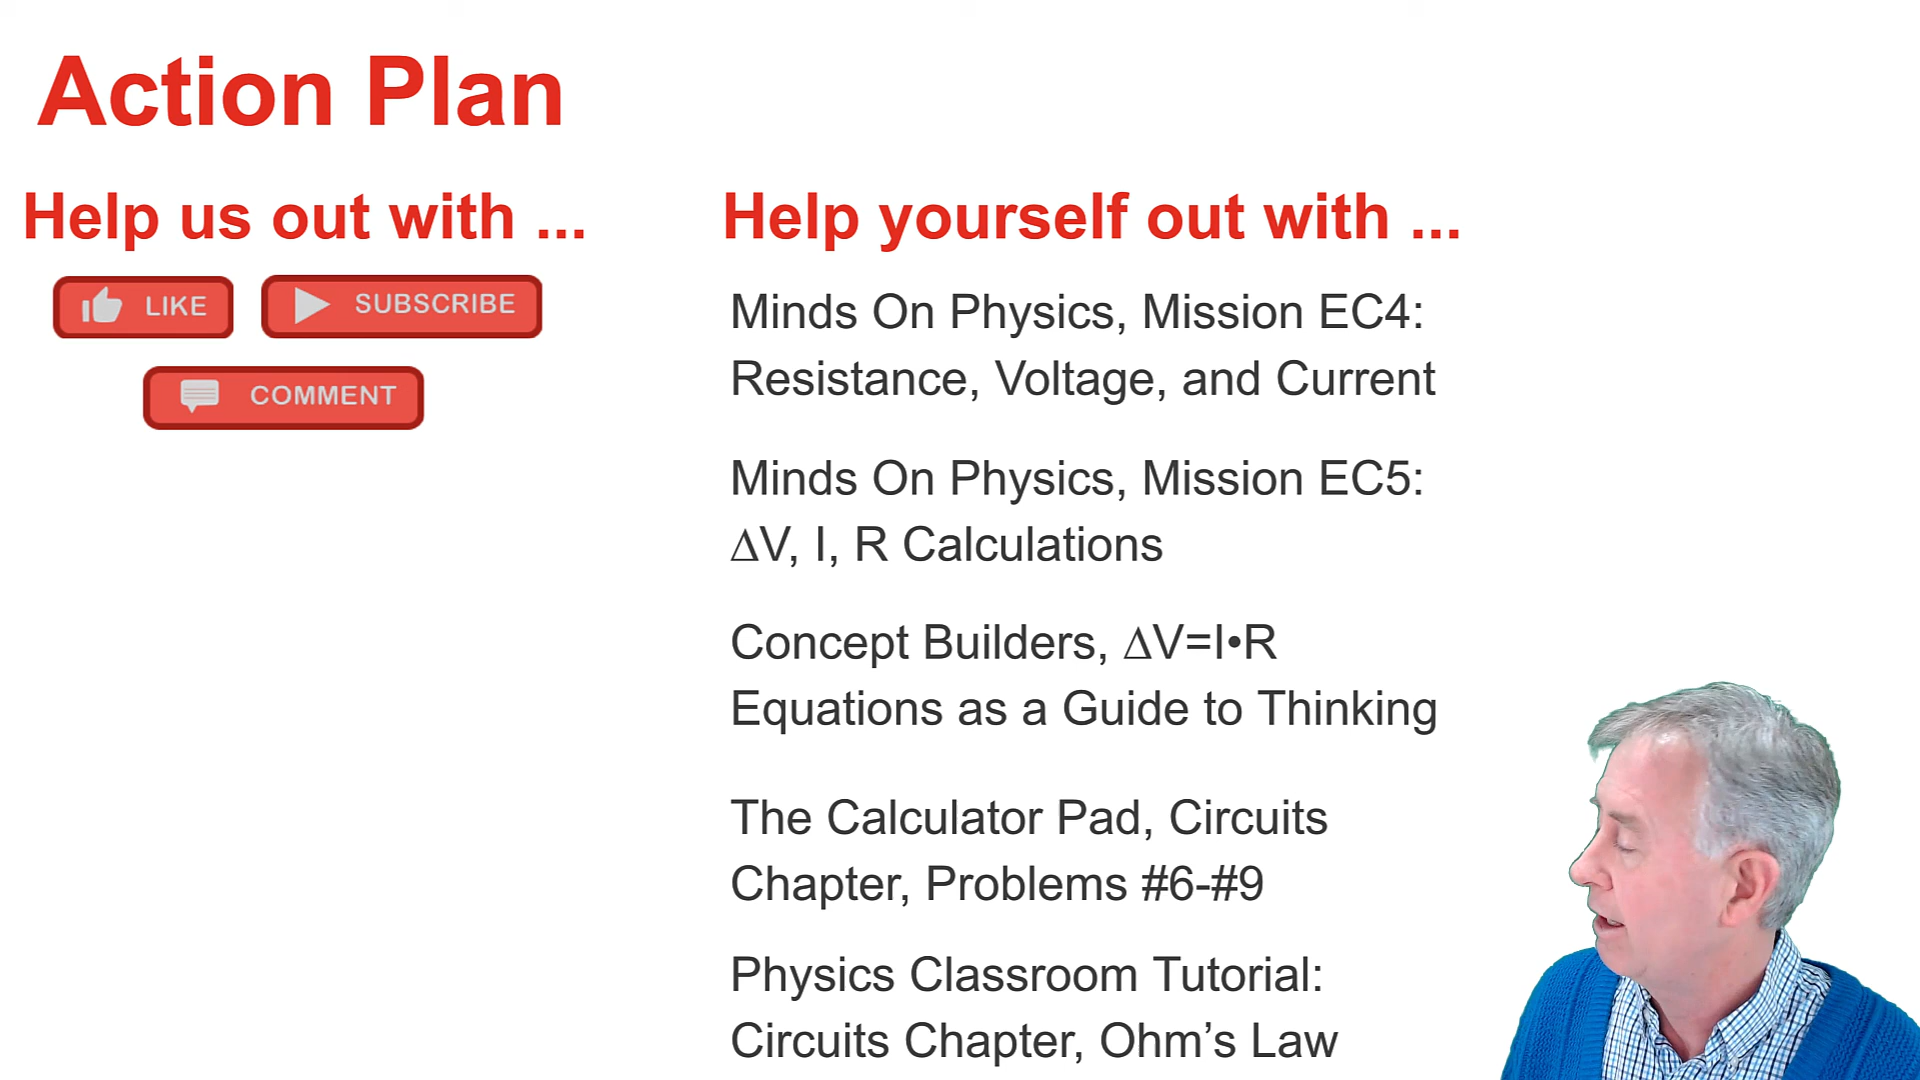 Action Plan
Help us out with ...
LIKE
SUBSCRIBE
COMMENT
Help yourself out with ...
Minds On Physics, Mission EC4:
Resistance, Voltage, and Current
Minds On Physics, Mission EC5:
∆V, I, R Calculations
Concept Builders, ∆V=I•R
Equations as a Guide to Thinking
The Calculator Pad, Circuits
Chapter, Problems #6-#9
Physics Classroom Tutorial:
Circuits Chapter, Ohm’s Law